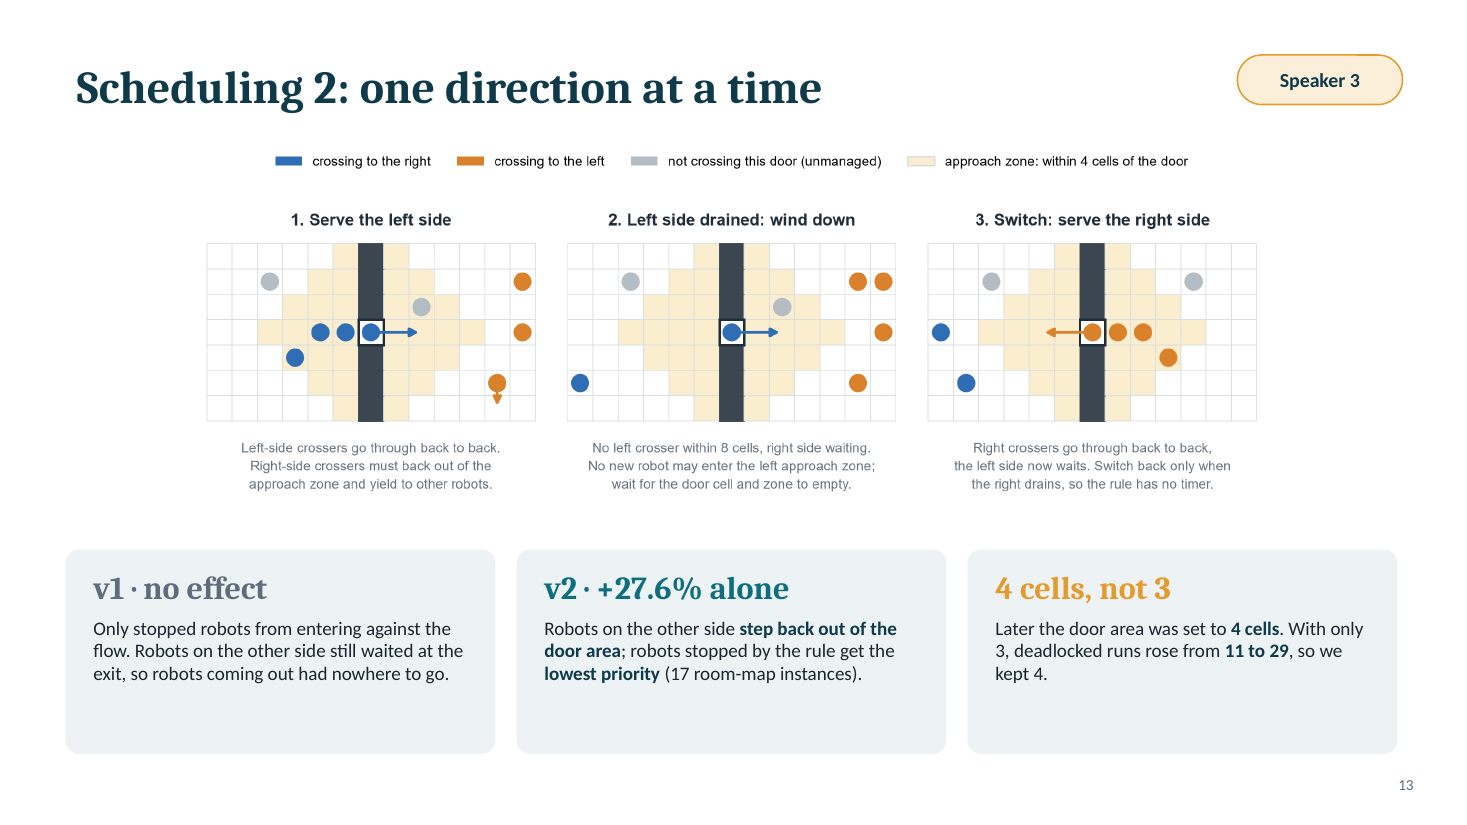 Scheduling 2: one direction at a time
Speaker 3
crossing to the right
crossing to the left
not crossing this door (unmanaged)
approach zone: within 4 cells of the door
1. Serve the left side
Left-side crossers go through back to back.
Right-side crossers must back out of the
approach zone and yield to other robots.
2. Left side drained: wind down
No left crosser within 8 cells, right side waiting.
No new robot may enter the left approach zone;
wait for the door cell and zone to empty.
3. Switch: serve the right side
Right crossers go through back to back,
the left side now waits. Switch back only when
the right drains, so the rule has no timer.
v1 · no effect
Only stopped robots from entering against the
flow. Robots on the other side still waited at the
exit, so robots coming out had nowhere to go.
v2 · +27.6% alone
Robots on the other side step back out of the
door area; robots stopped by the rule get the
lowest priority (17 room-map instances).
4 cells, not 3
Later the door area was set to 4 cells. With only
3, deadlocked runs rose from 11 to 29, so we
kept 4.
13